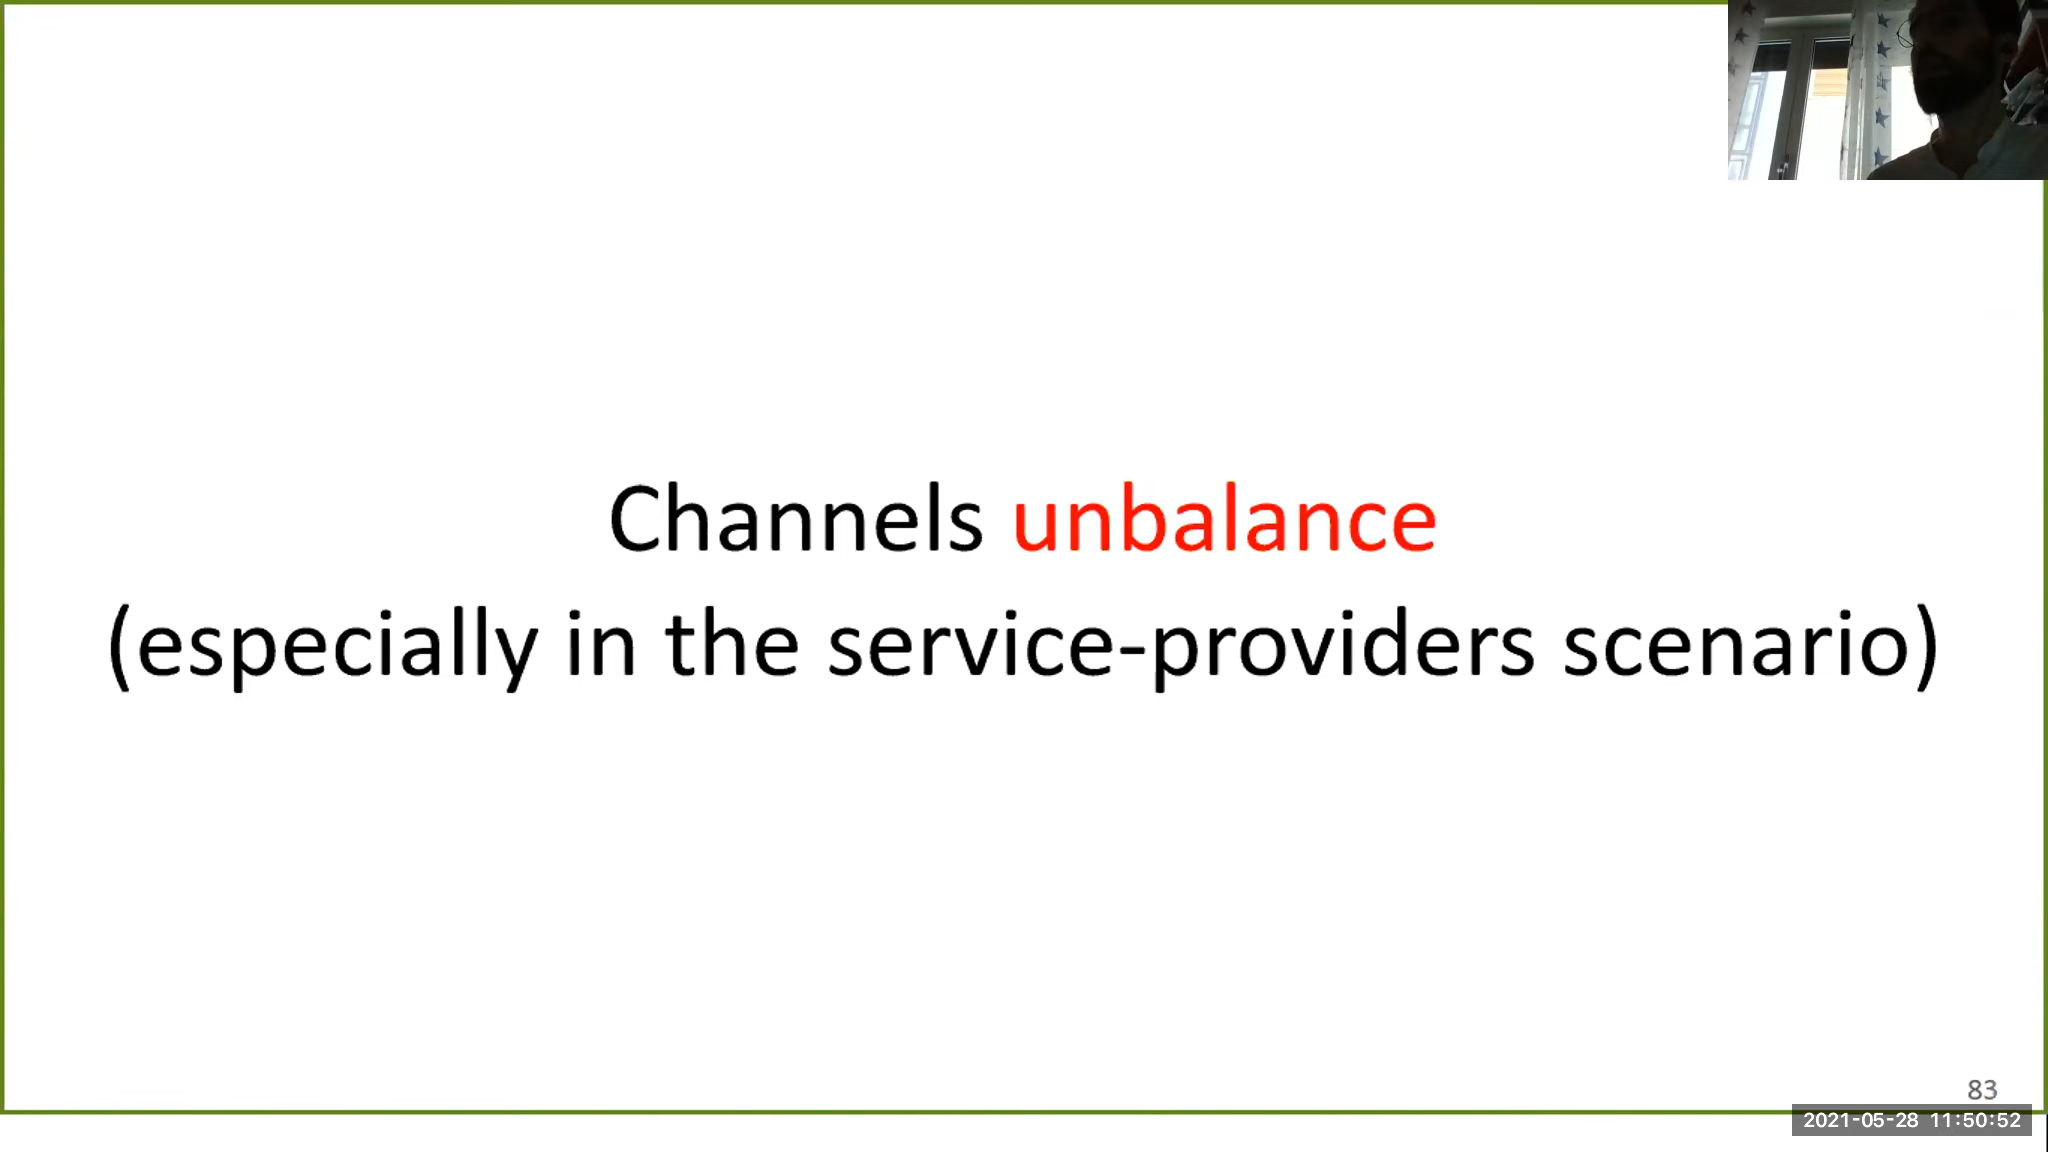 Channels unbalance
(especially in the service-providers scenario)
83
2021-05-28 11:50:52